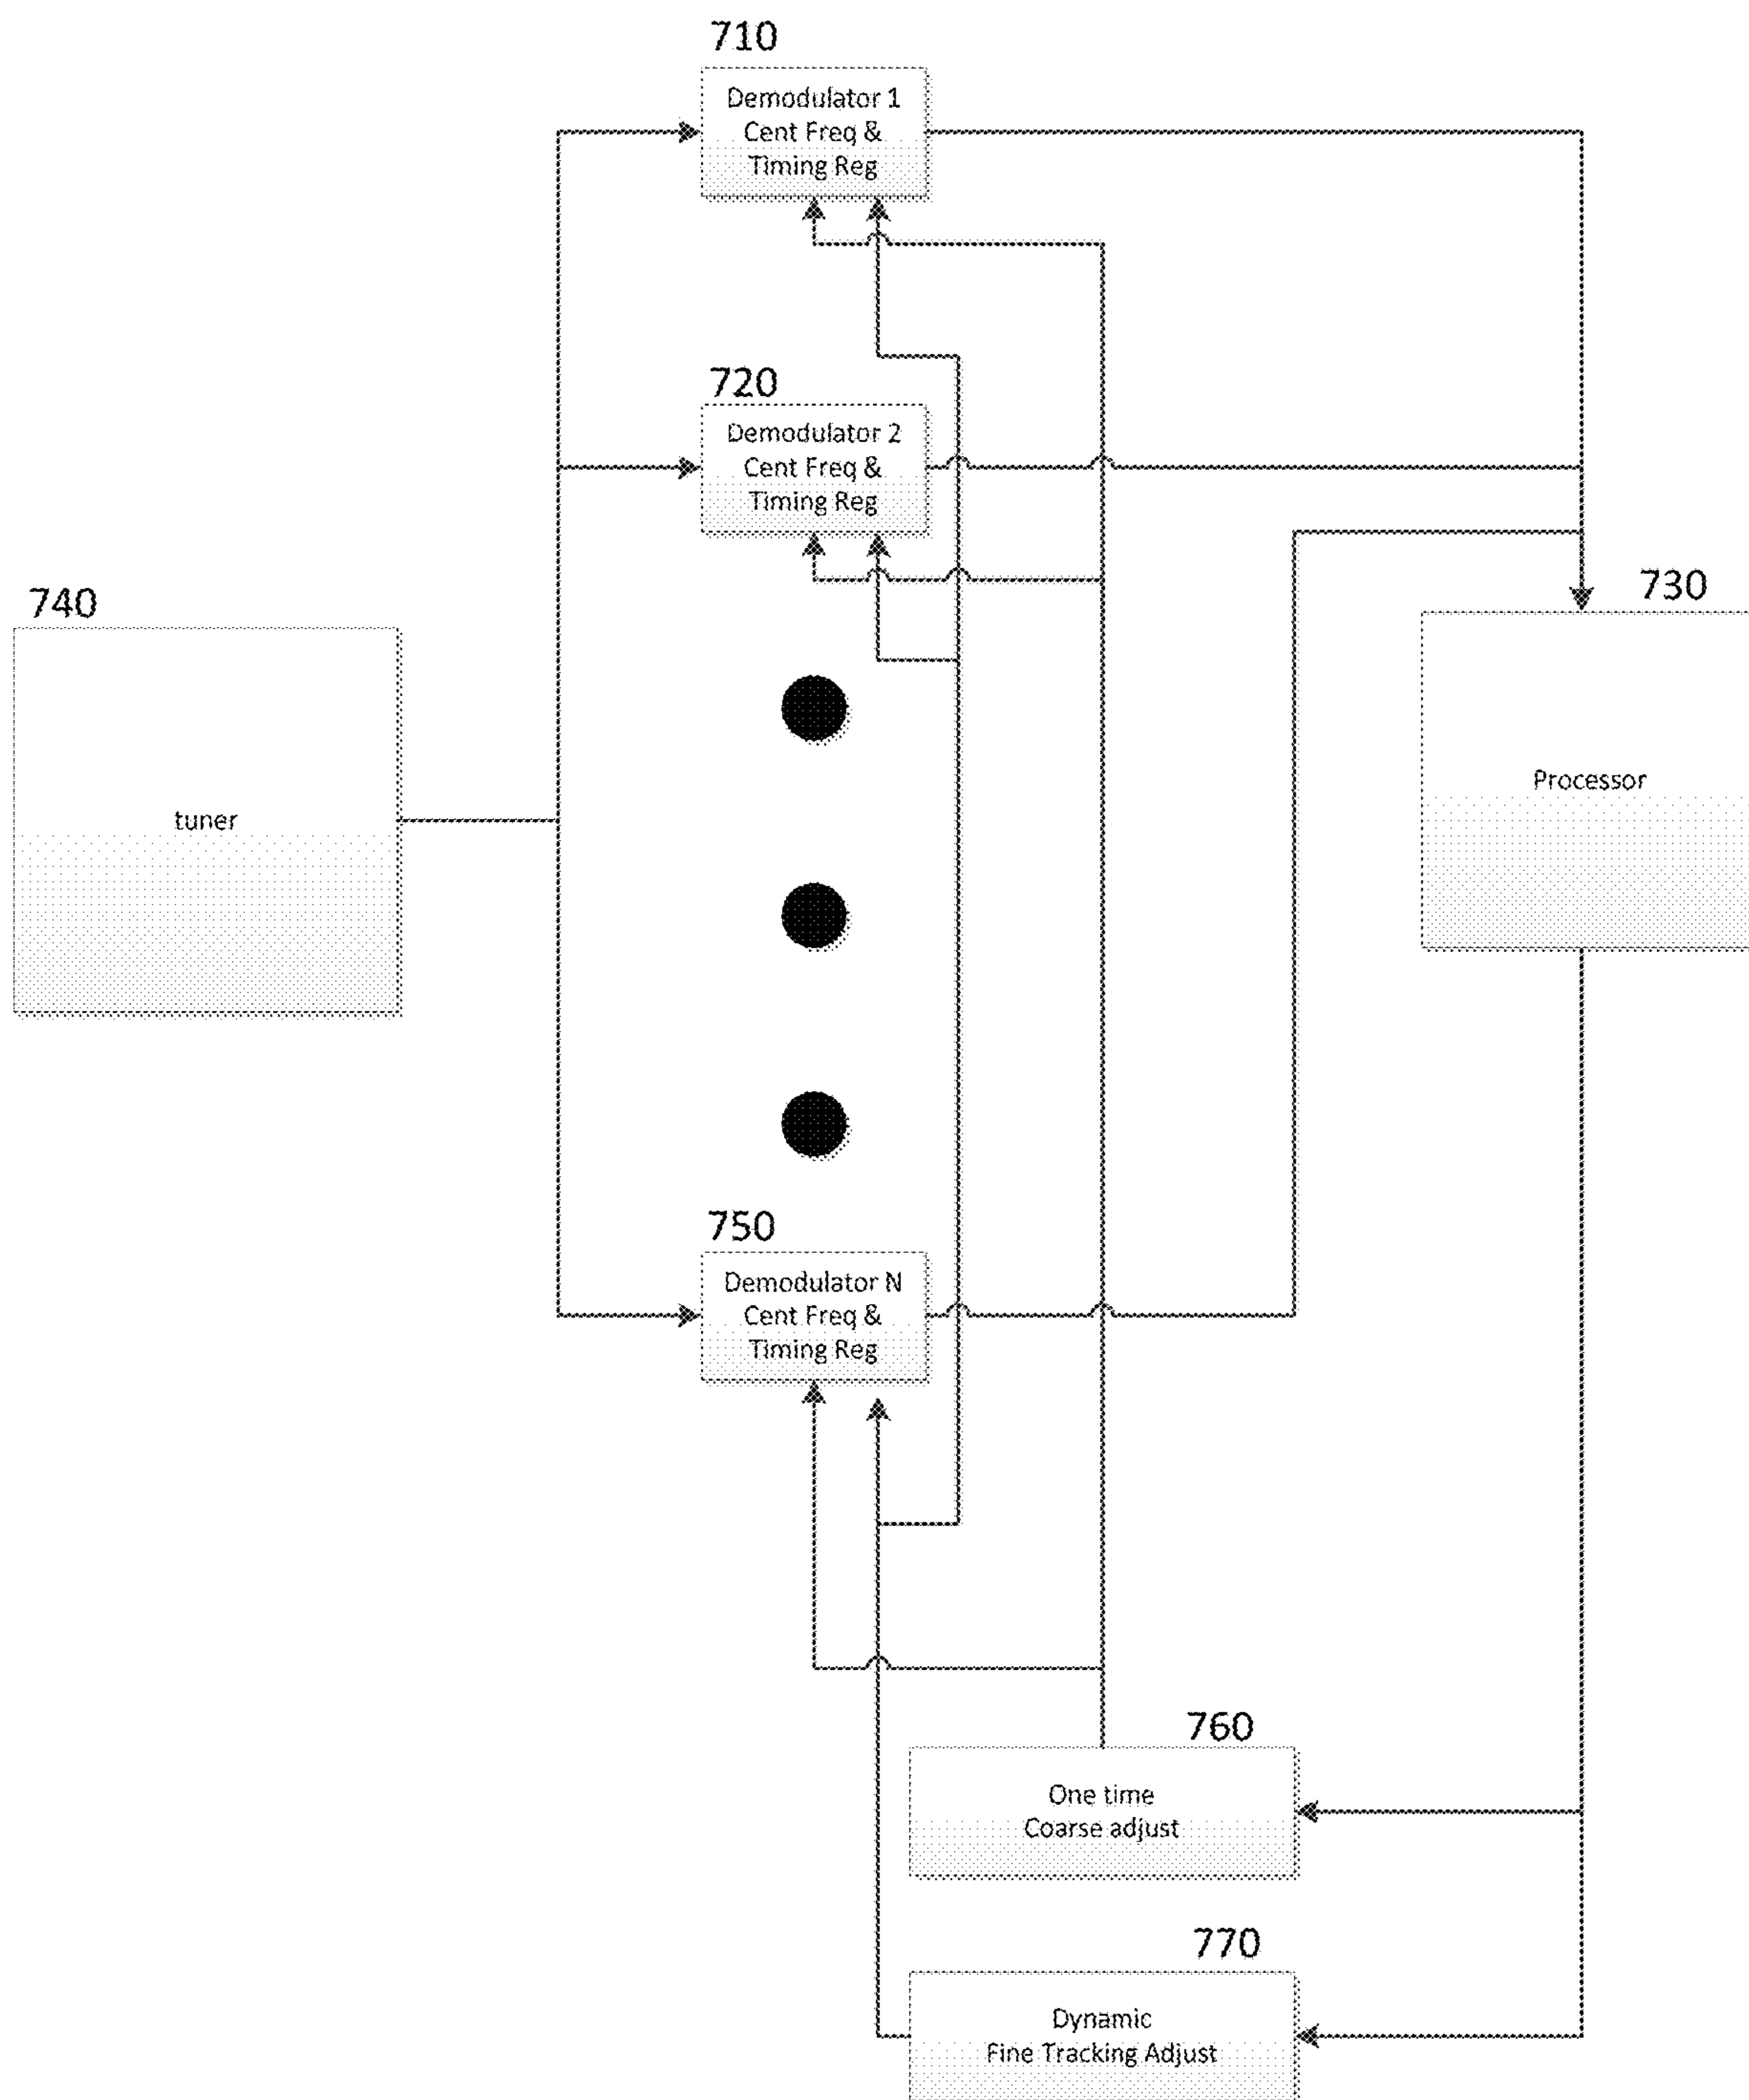 710
Demodulator 1
Cent Freq &
Timing Reg
720
Demodulator 2
Cent Freq &
Timing Reg
740
tuner
730
Processor
750
Demodulator N
Cent Freq &
Timing Reg
760
One time
Coarse adjust
770
Dynamic
Fine Tracking Adjust